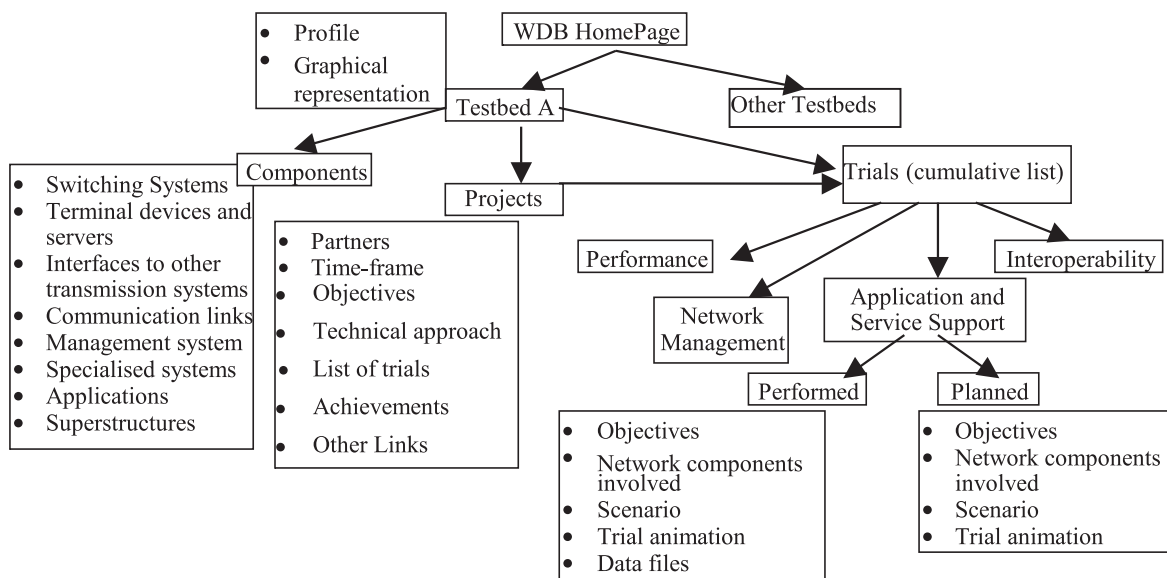 • Profile
• Graphical
representation
WDB HomePage
Testbed A
Other Testbeds
Components
Projects
Trials (cumulative list)
• Switching Systems
• Terminal devices and
servers
• Interfaces to other
transmission systems
• Communication links
• Management system
• Specialised systems
• Applications
• Superstructures
• Partners
• Time-frame
• Objectives
• Technical approach
• List of trials
• Achievements
• Other Links
Performance
Network
Management
Application and
Service Support
Interoperability
Performed
Planned
• Objectives
• Network components
involved
• Scenario
• Trial animation
• Data files
• Objectives
• Network components
involved
• Scenario
• Trial animation